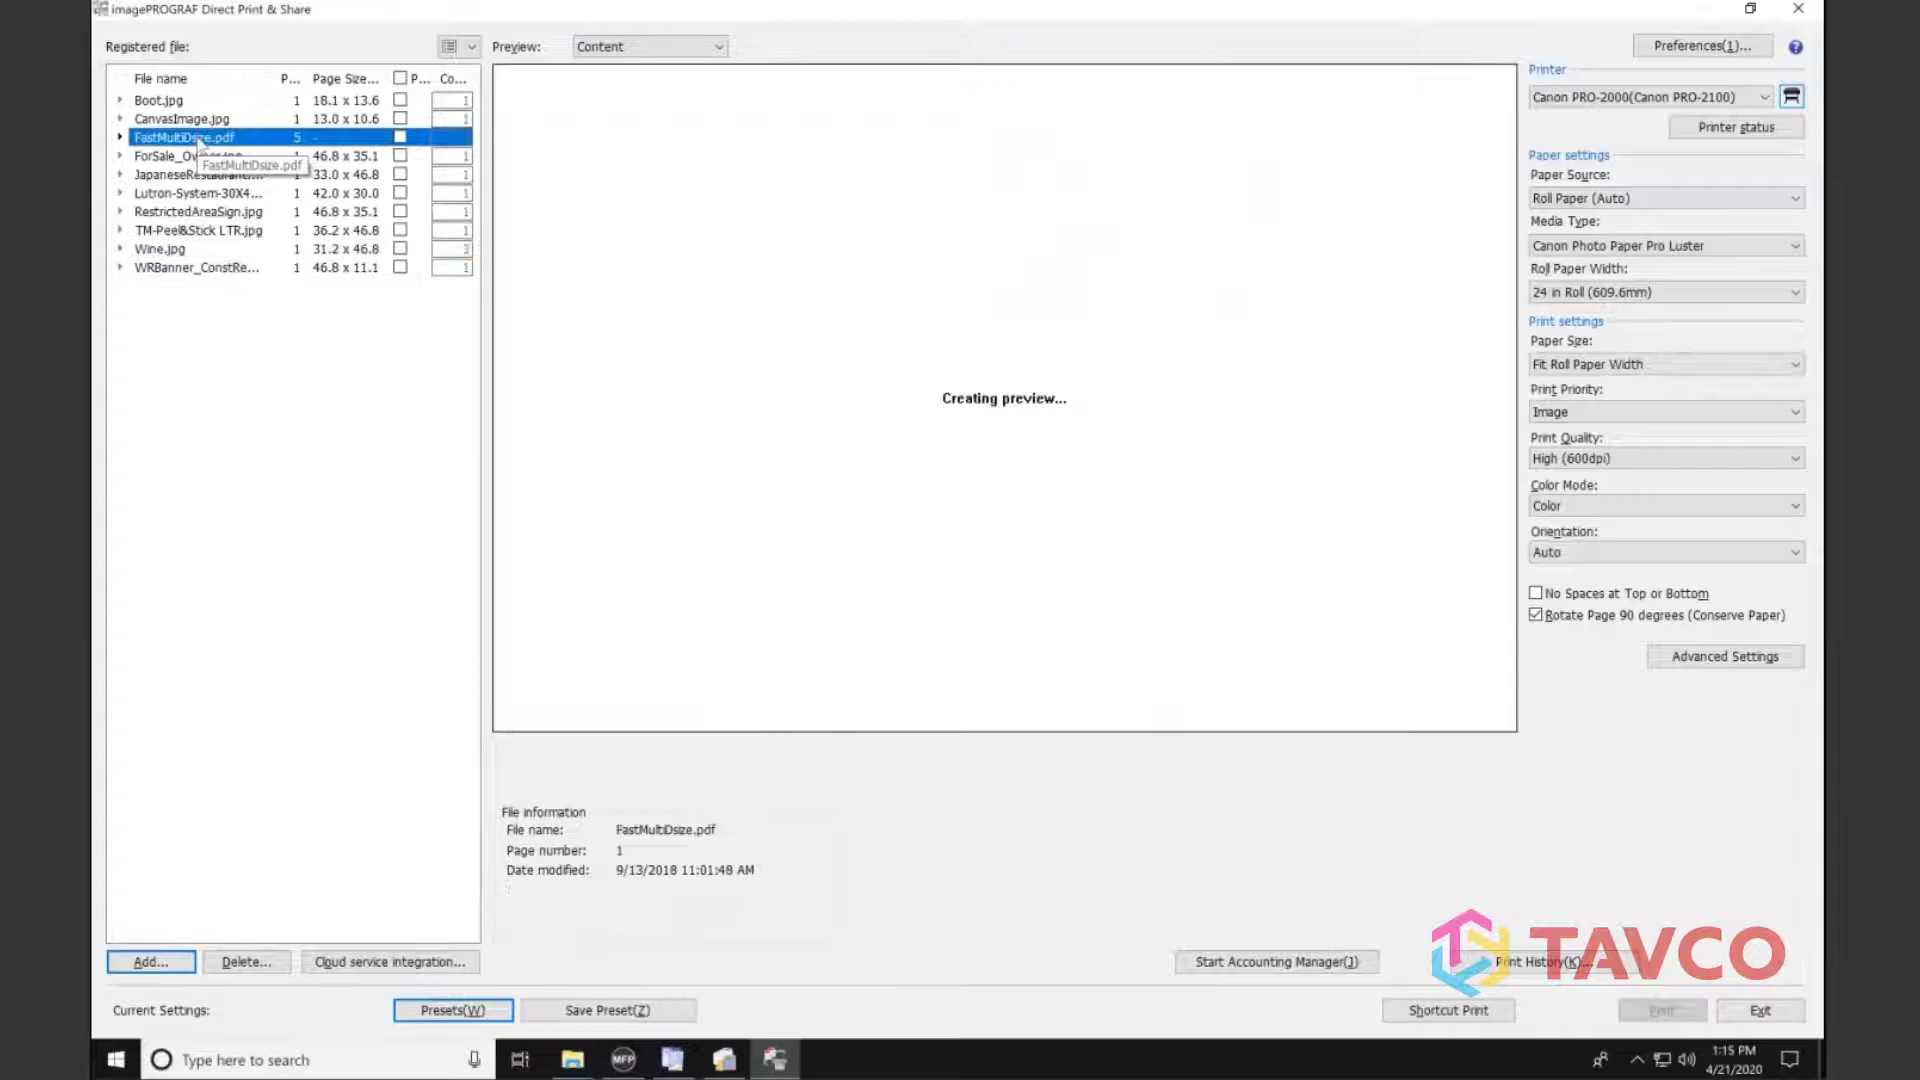 imagePROGRAF Direct Print & Share
Registered file:
Preview:
Content
Preferences(1)...
File name P... Page Size... P... Co...
Boot.jpg 1 18.1 x 13.6 1
CanvasImage.jpg 1 13.0 x 10.6 1
FastMultiDsize.pdf 5 -
46.8 x 35.1 1
FastMultiDsize.pdf
1 33.0 x 46.8 1
Lutron-System-30X4... 1 42.0 x 30.0 1
RestrictedAreaSign.jpg 1 46.8 x 35.1 1
TM-Peel&Stick LTR.jpg 1 36.2 x 46.8 1
Wine.jpg 1 31.2 x 46.8
WRBanner_ConstRe... 1 46.8 x 11.1 1
Creating preview...
Printer
Canon PRO-2000(Canon PRO-2100)
Printer status
Paper settings
Paper Source:
Roll Paper (Auto)
Media Type:
Canon Photo Paper Pro Luster
Roll Paper Width:
24 in Roll (609.6mm)
Print settings
Paper Size:
Fit Roll Paper Width
Print Priority:
Image
Print Quality:
High (600dpi)
Color Mode:
Color
Orientation:
Auto
No Spaces at Top or Bottom
Rotate Page 90 degrees (Conserve Paper)
Advanced Settings
File information
File name: FastMultiDsize.pdf
Page number: 1
Date modified: 9/13/2018 11:01:48 AM
Add...
Delete...
Cloud service integration...
Start Accounting Manager(J)
Print History(K)...
TAVCO
Current Settings:
Presets(W)
Save Preset(Z)
Shortcut Print
Print
Exit
Type here to search
MFP
1:15 PM
4/21/2020